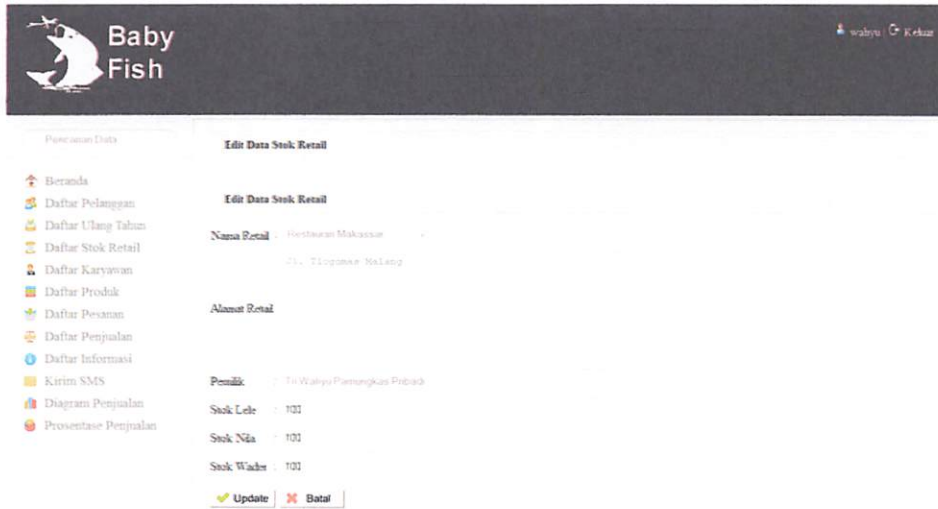 Baby
Fish
wahyu | Keluar
Pencarian Data
Edit Data Stok Retail
Beranda
Daftar Pelanggan
Daftar Ulang Tahun
Daftar Stok Retail
Daftar Karyawan
Daftar Produk
Daftar Pesanan
Daftar Penjualan
Daftar Informasi
Kirim SMS
Diagram Penjualan
Prosentase Penjualan
Edit Data Stok Retail
Nama Retail : Restauran Makassar
Jl. Tlogomas Malang
Alamat Retail
Pemilik : Tri Wahyu Pamungkas Pribadi
Stok Lele : 100
Stok Nila : 100
Stok Wader : 100
Update
Batal